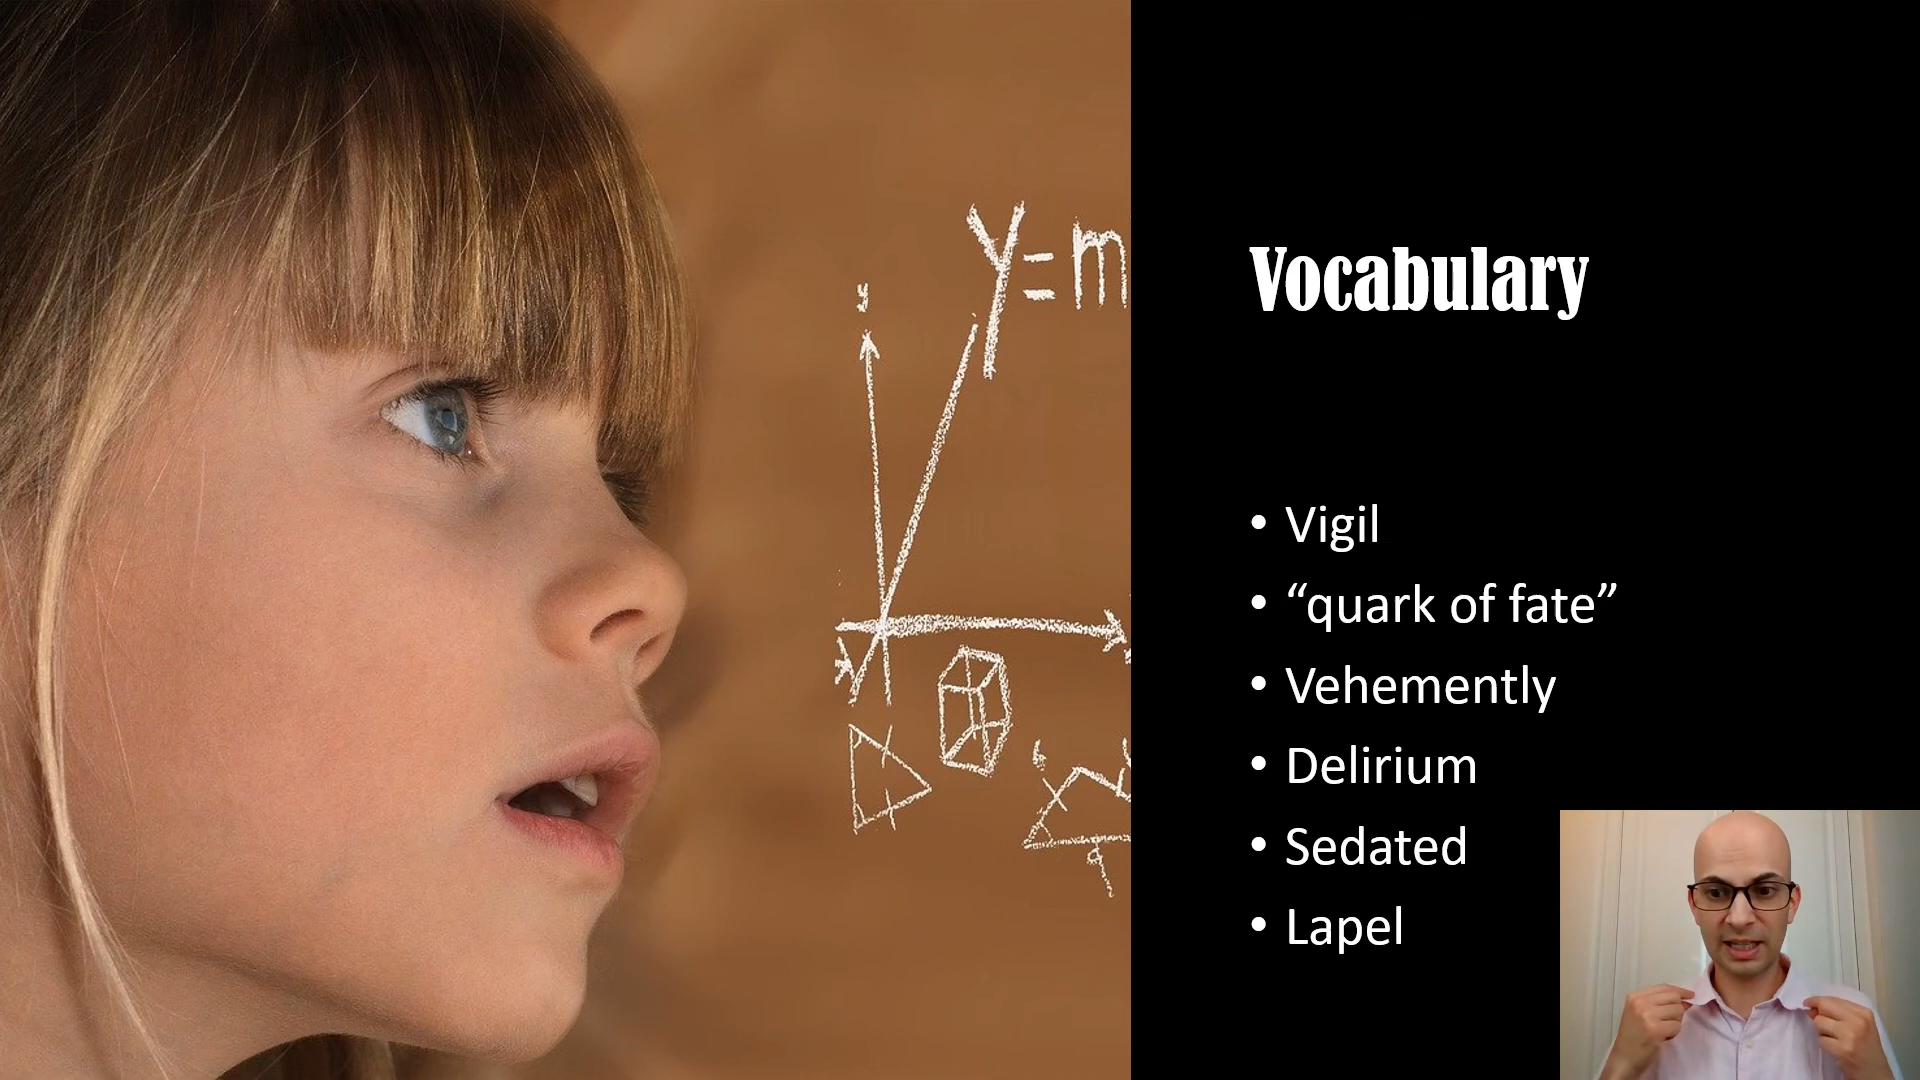 y
Y=m
Vocabulary
• Vigil
• “quark of fate”
• Vehemently
• Delirium
• Sedated
• Lapel